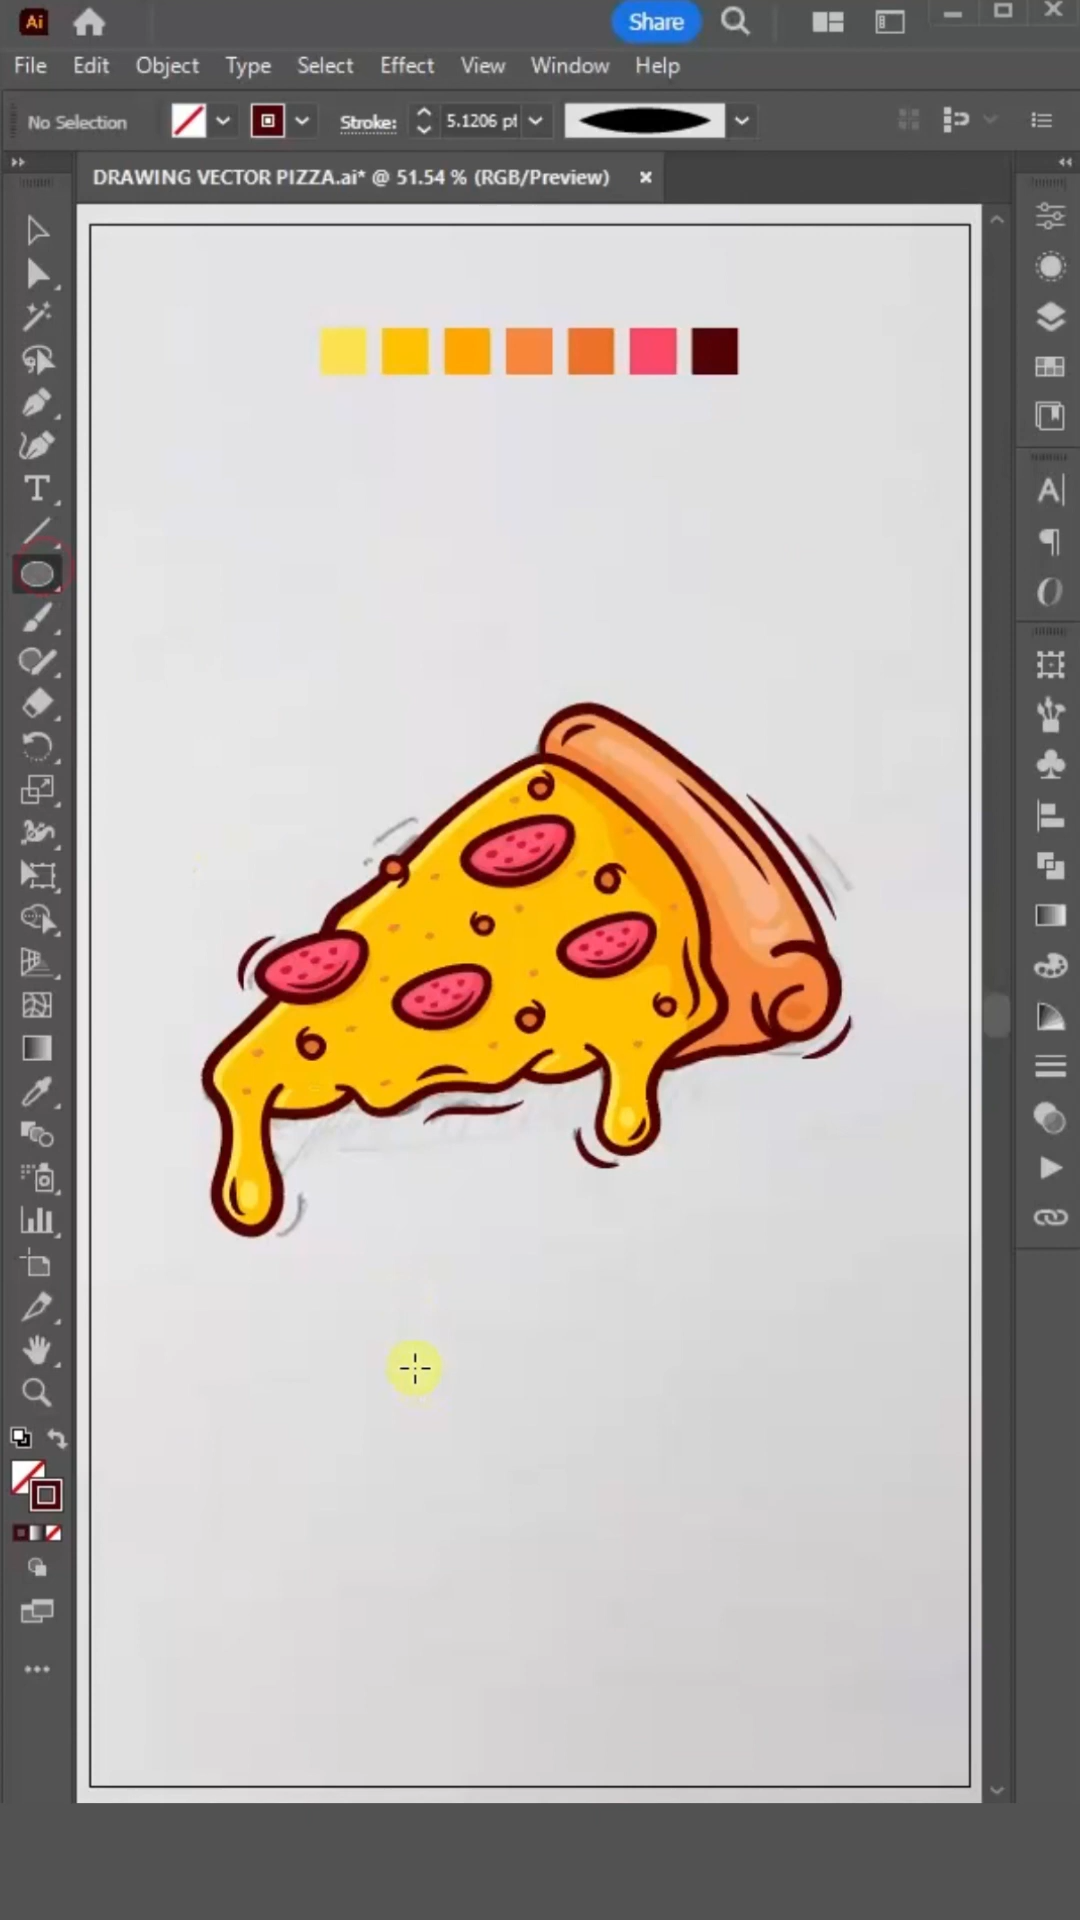 Ai
Share
File Edit Object Type Select Effect View Window Help
No Selection Stroke: 5.1206 pt
DRAWING VECTOR PIZZA.ai* @ 51.54 % (RGB/Preview)